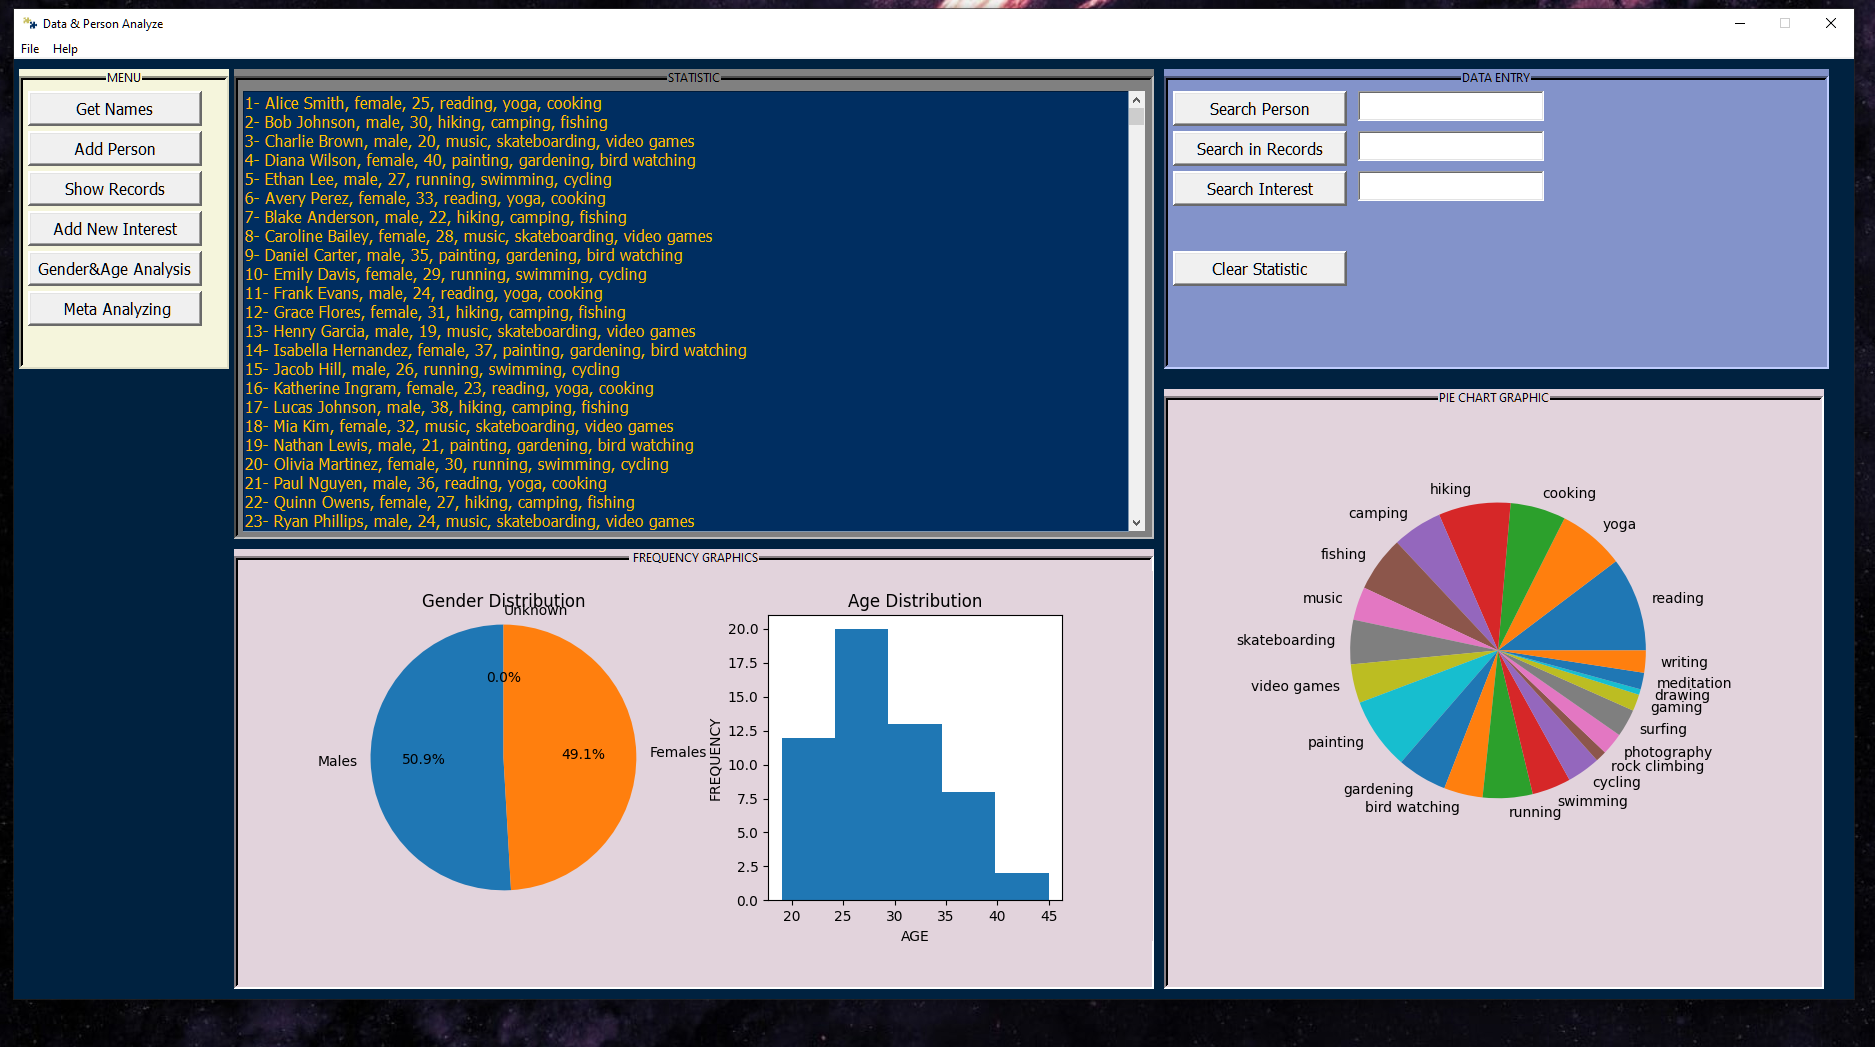 Data & Person Analyze
File Help
MENU
Get Names
Add Person
Show Records
Add New Interest
Gender&Age Analysis
Meta Analyzing
STATISTIC
1- Alice Smith, female, 25, reading, yoga, cooking
2- Bob Johnson, male, 30, hiking, camping, fishing
3- Charlie Brown, male, 20, music, skateboarding, video games
4- Diana Wilson, female, 40, painting, gardening, bird watching
5- Ethan Lee, male, 27, running, swimming, cycling
6- Avery Perez, female, 33, reading, yoga, cooking
7- Blake Anderson, male, 22, hiking, camping, fishing
8- Caroline Bailey, female, 28, music, skateboarding, video games
9- Daniel Carter, male, 35, painting, gardening, bird watching
10- Emily Davis, female, 29, running, swimming, cycling
11- Frank Evans, male, 24, reading, yoga, cooking
12- Grace Flores, female, 31, hiking, camping, fishing
13- Henry Garcia, male, 19, music, skateboarding, video games
14- Isabella Hernandez, female, 37, painting, gardening, bird watching
15- Jacob Hill, male, 26, running, swimming, cycling
16- Katherine Ingram, female, 23, reading, yoga, cooking
17- Lucas Johnson, male, 38, hiking, camping, fishing
18- Mia Kim, female, 32, music, skateboarding, video games
19- Nathan Lewis, male, 21, painting, gardening, bird watching
20- Olivia Martinez, female, 30, running, swimming, cycling
21- Paul Nguyen, male, 36, reading, yoga, cooking
22- Quinn Owens, female, 27, hiking, camping, fishing
23- Ryan Phillips, male, 24, music, skateboarding, video games
DATA ENTRY
Search Person
Search in Records
Search Interest
Clear Statistic
FREQUENCY GRAPHICS
Gender Distribution
Unknown
0.0%
Males
50.9%
49.1%
Females
Age Distribution
FREQUENCY
20.0
17.5
15.0
12.5
10.0
7.5
5.0
2.5
0.0
20 25 30 35 40 45
AGE
PIE CHART GRAPHIC
hiking
cooking
camping
yoga
fishing
music
reading
skateboarding
video games
writing
meditation
drawing
gaming
surfing
painting
photography
rock climbing
cycling
gardening
swimming
bird watching
running